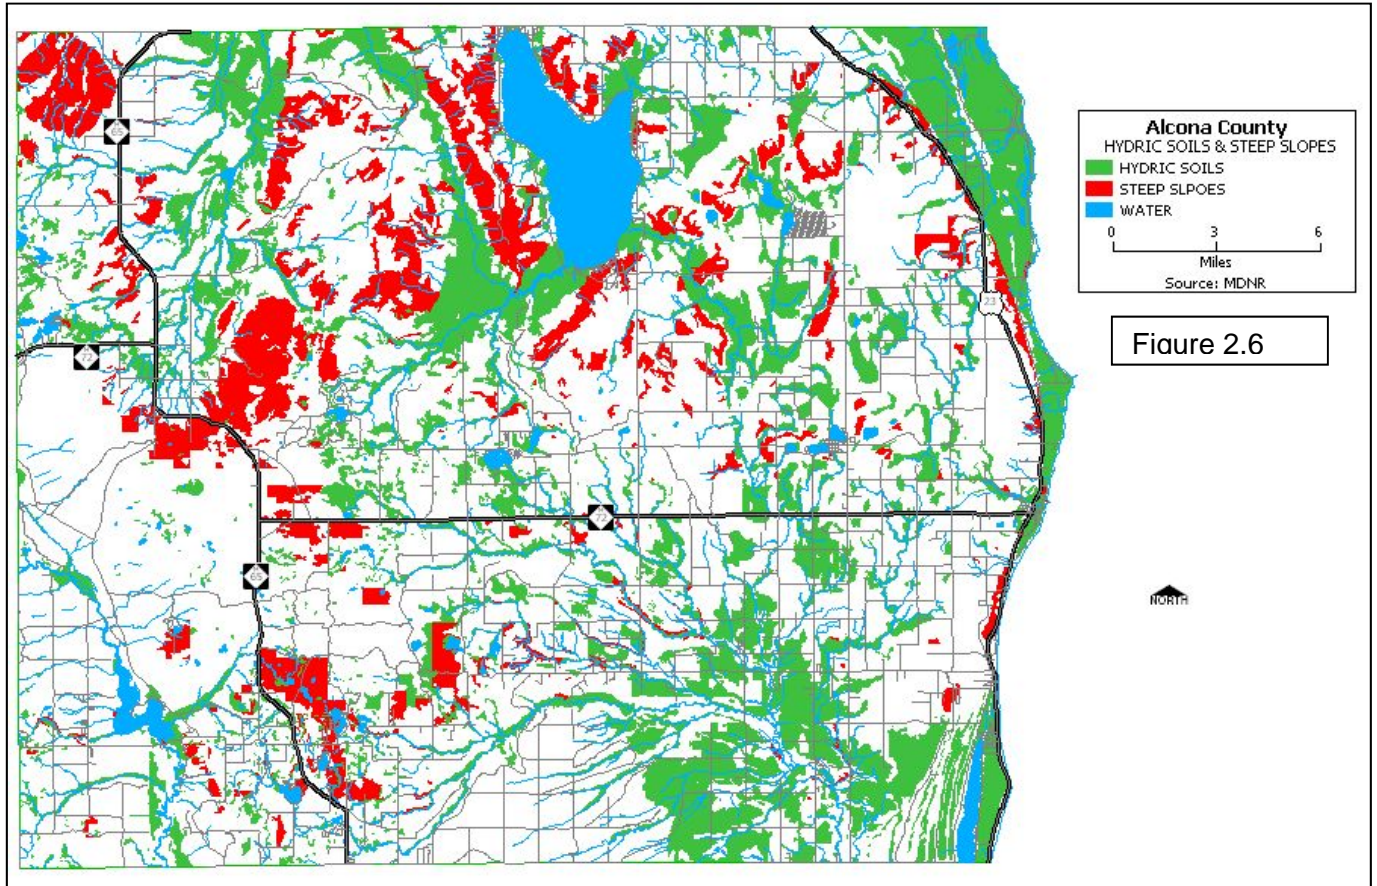 Alcona County
HYDRIC SOILS & STEEP SLOPES
HYDRIC SOILS
STEEP SLPOES
WATER
0 3 6
Miles
Source: MDNR
Figure 2.6
NORTH
65
72
23
72
65